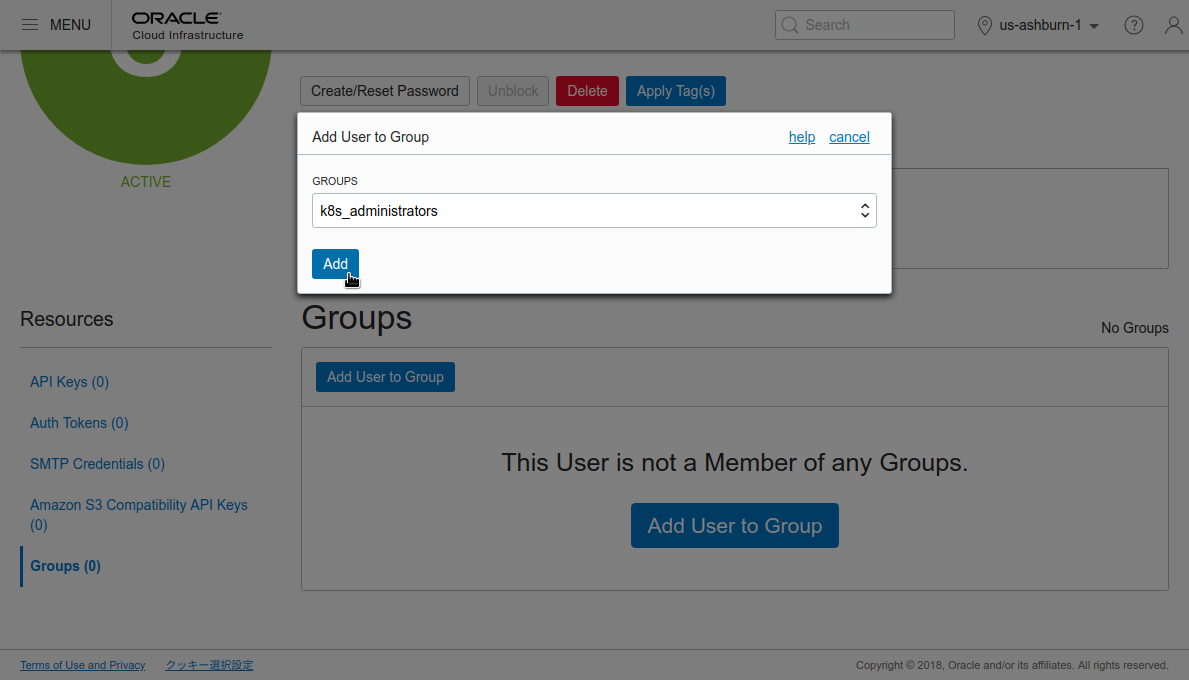 MENU
ORACLE
Cloud Infrastructure
Search
us-ashburn-1
Create/Reset Password
Unblock
Delete
Apply Tag(s)
ACTIVE
Add User to Group
help
cancel
GROUPS
k8s_administrators
Add
Resources
API Keys (0)
Auth Tokens (0)
SMTP Credentials (0)
Amazon S3 Compatibility API Keys
(0)
Groups (0)
Groups
No Groups
Add User to Group
This User is not a Member of any Groups.
Add User to Group
Terms of Use and Privacy
クッキー選択設定
Copyright © 2018, Oracle and/or its affiliates. All rights reserved.